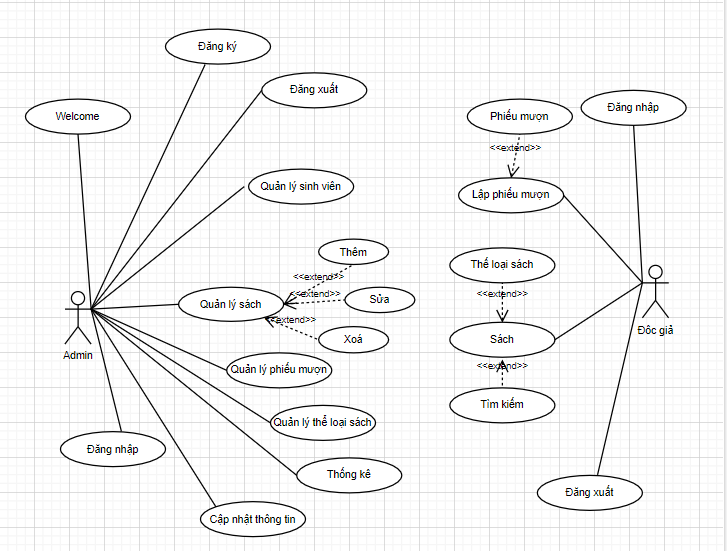 Đăng ký
Đăng xuất
Welcome
Quản lý sinh viên
Thêm
<<extend>>
Quản lý sách
<<extend>>
Sửa
<<extend>>
Xoá
Admin
Quản lý phiếu mượn
Quản lý thể loại sách
Đăng nhập
Thống kê
Cập nhật thông tin
Phiếu mượn
Đăng nhập
<<extend>>
Lập phiếu mượn
Thể loại sách
<<extend>>
Độc giả
Sách
<<extend>>
Tìm kiếm
Đăng xuất